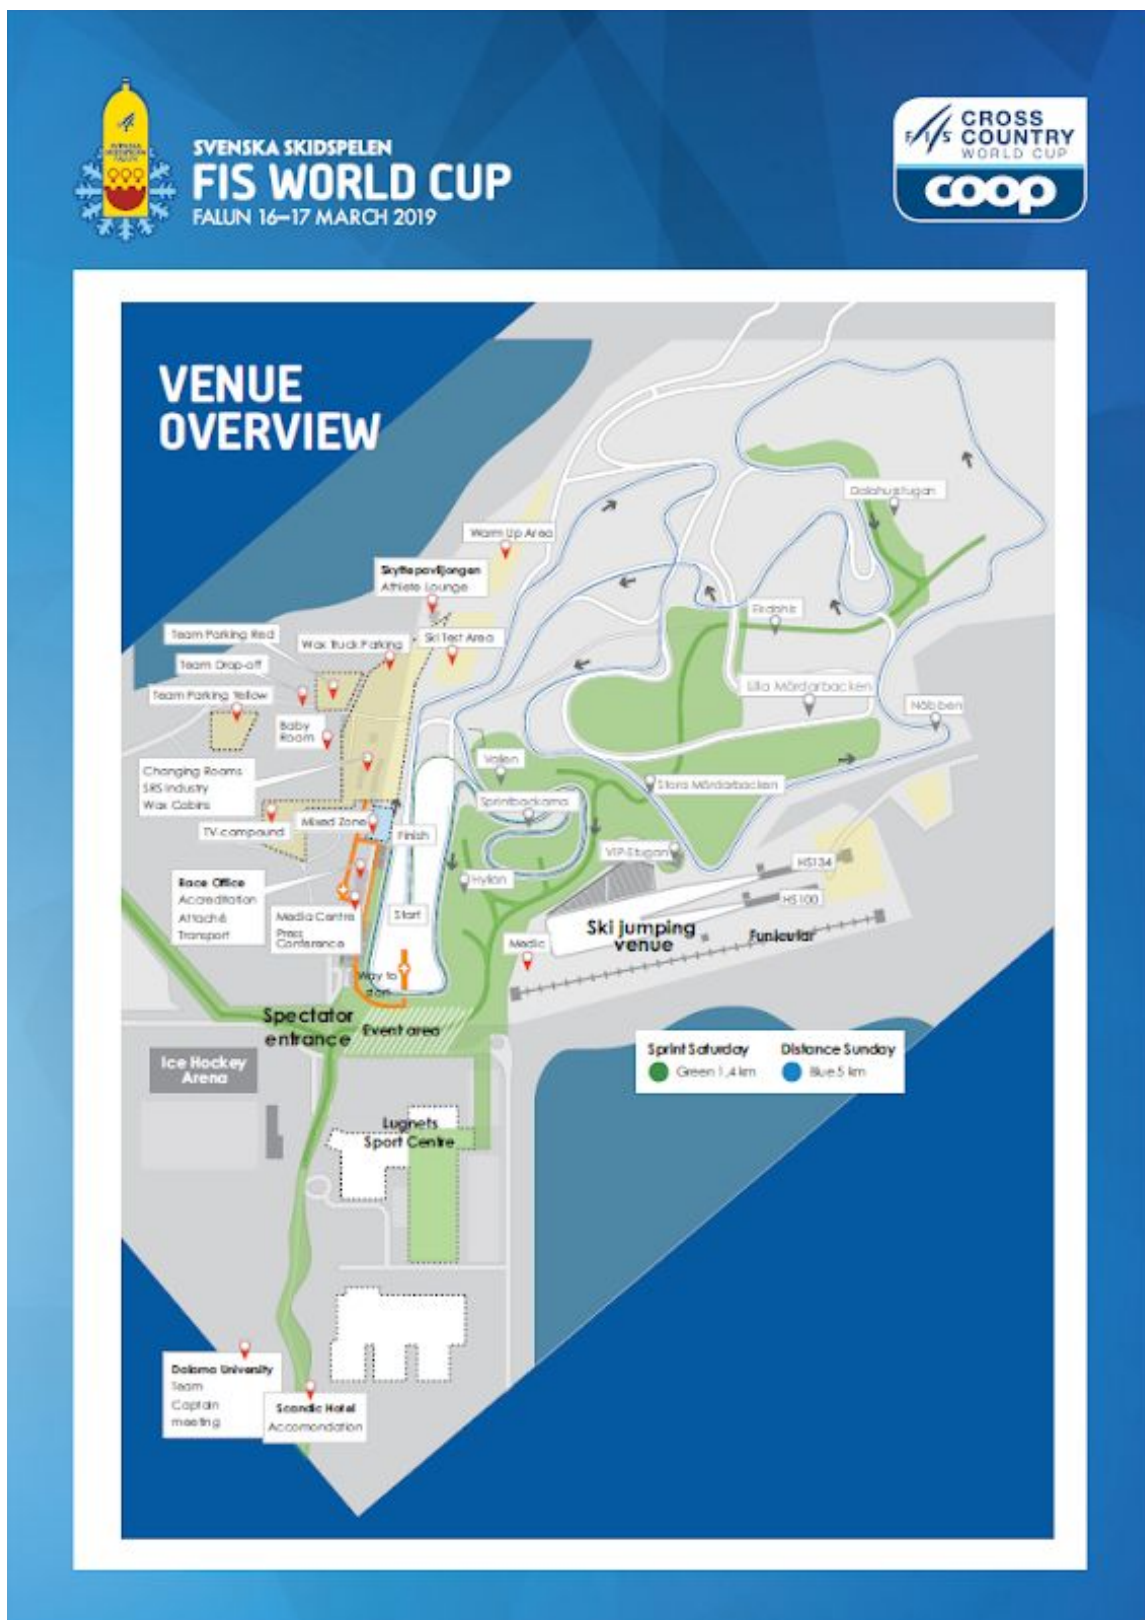 SVENSKA SKIDSPELEN
FIS WORLD CUP
FALUN 16–17 MARCH 2019
FIS
CROSS
COUNTRY
WORLD CUP
coop
VENUE
OVERVIEW
Dalahusstugan
Warm Up Area
Skyttepaviljongen
Athlete Lounge
Team Parking Red
Wax Truck Parking
Ski Test Area
Team Drop-off
Team Parking Yellow
Lilla Mördarbacken
Näbben
Baby
Room
Vallen
Changing Rooms
SRS Industry
Wax Cabins
Sprintbackarna
Stora Mördarbacken
TV-compound
Mixed Zone
Finish
VIP-Stugan
HS134
Race Office
Accreditation
Attaché
Transport
Hyllan
HS100
Media Centre
Press
Conference
Start
Ski jumping
venue
Funicular
Medic
Way to
start
Spectator
entrance
Event area
Ice Hockey
Arena
Sprint Saturday
Green 1,4 km
Distance Sunday
Blue 5 km
Lugnets
Sport Centre
Dalarna University
Team
Captain
meeting
Scandic Hotel
Accomondation